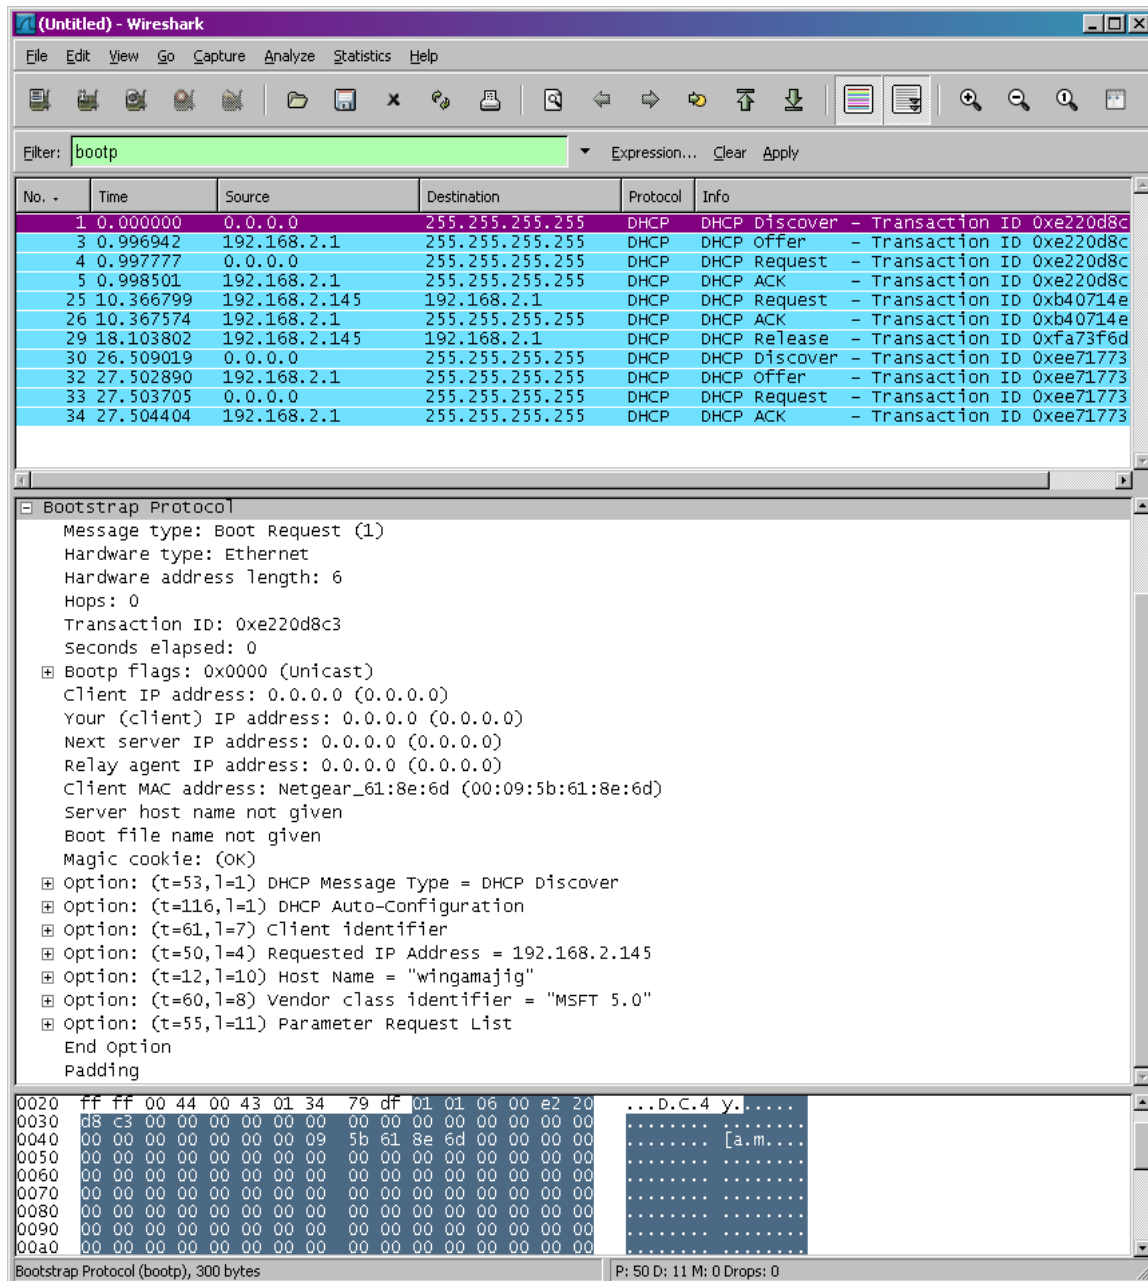 (Untitled) - Wireshark
File Edit View Go Capture Analyze Statistics Help
Filter: bootp Expression... Clear Apply
No. - Time Source Destination Protocol Info
1 0.000000 0.0.0.0 255.255.255.255 DHCP DHCP Discover - Transaction ID 0xe220d8c
3 0.996942 192.168.2.1 255.255.255.255 DHCP DHCP Offer - Transaction ID 0xe220d8c
4 0.997777 0.0.0.0 255.255.255.255 DHCP DHCP Request - Transaction ID 0xe220d8c
5 0.998501 192.168.2.1 255.255.255.255 DHCP DHCP ACK - Transaction ID 0xe220d8c
25 10.366799 192.168.2.145 192.168.2.1 DHCP DHCP Request - Transaction ID 0xb40714e
26 10.367574 192.168.2.1 255.255.255.255 DHCP DHCP ACK - Transaction ID 0xb40714e
29 18.103802 192.168.2.145 192.168.2.1 DHCP DHCP Release - Transaction ID 0xfa73f6d
30 26.509019 0.0.0.0 255.255.255.255 DHCP DHCP Discover - Transaction ID 0xee71773
32 27.502890 192.168.2.1 255.255.255.255 DHCP DHCP Offer - Transaction ID 0xee71773
33 27.503705 0.0.0.0 255.255.255.255 DHCP DHCP Request - Transaction ID 0xee71773
34 27.504404 192.168.2.1 255.255.255.255 DHCP DHCP ACK - Transaction ID 0xee71773
Bootstrap Protocol
Message type: Boot Request (1)
Hardware type: Ethernet
Hardware address length: 6
Hops: 0
Transaction ID: 0xe220d8c3
Seconds elapsed: 0
Bootp flags: 0x0000 (Unicast)
Client IP address: 0.0.0.0 (0.0.0.0)
Your (client) IP address: 0.0.0.0 (0.0.0.0)
Next server IP address: 0.0.0.0 (0.0.0.0)
Relay agent IP address: 0.0.0.0 (0.0.0.0)
Client MAC address: Netgear_61:8e:6d (00:09:5b:61:8e:6d)
Server host name not given
Boot file name not given
Magic cookie: (OK)
Option: (t=53,l=1) DHCP Message Type = DHCP Discover
Option: (t=116,l=1) DHCP Auto-Configuration
Option: (t=61,l=7) Client identifier
Option: (t=50,l=4) Requested IP Address = 192.168.2.145
Option: (t=12,l=10) Host Name = "wingamajig"
Option: (t=60,l=8) Vendor class identifier = "MSFT 5.0"
Option: (t=55,l=11) Parameter Request List
End Option
Padding
0020 ff ff 00 44 00 43 01 34 79 df 01 01 06 00 e2 20 ...D.C.4 y......
0030 d8 c3 00 00 00 00 00 00 00 00 00 00 00 00 00 00 ........ ........
0040 00 00 00 00 00 00 00 09 5b 61 8e 6d 00 00 00 00 ........ [a.m....
0050 00 00 00 00 00 00 00 00 00 00 00 00 00 00 00 00 ........ ........
0060 00 00 00 00 00 00 00 00 00 00 00 00 00 00 00 00 ........ ........
0070 00 00 00 00 00 00 00 00 00 00 00 00 00 00 00 00 ........ ........
0080 00 00 00 00 00 00 00 00 00 00 00 00 00 00 00 00 ........ ........
0090 00 00 00 00 00 00 00 00 00 00 00 00 00 00 00 00 ........ ........
00a0 00 00 00 00 00 00 00 00 00 00 00 00 00 00 00 00 ........ ........
Bootstrap Protocol (bootp), 300 bytes P: 50 D: 11 M: 0 Drops: 0